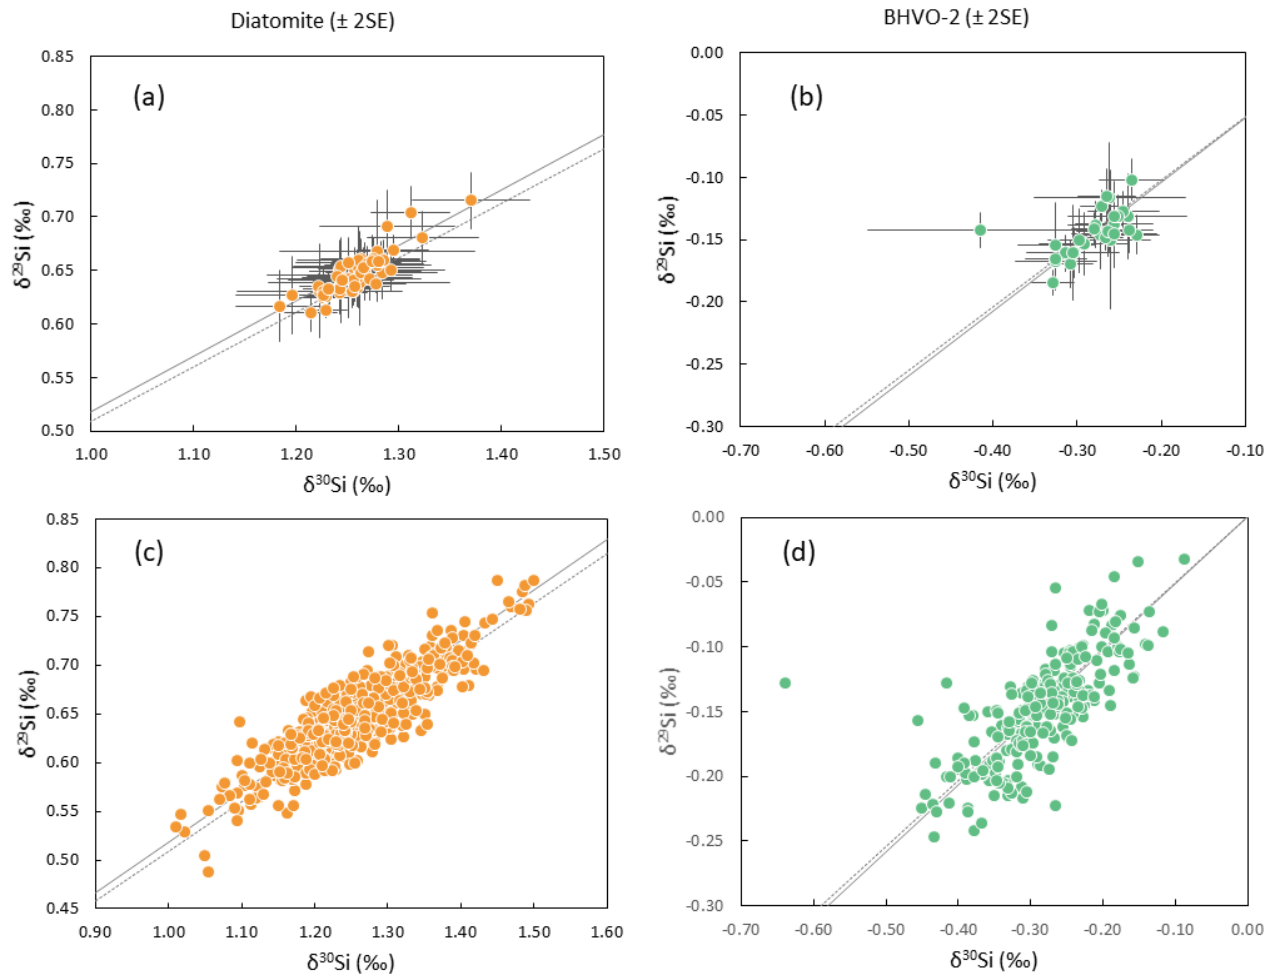 Diatomite (± 2SE)
BHVO-2 (± 2SE)
(a)
0.85
0.80
0.75
0.70
0.65
0.60
0.55
0.50
δ²⁹Si (‰)
1.00 1.10 1.20 1.30 1.40 1.50
δ³⁰Si (‰)
(b)
0.00
-0.05
-0.10
-0.15
-0.20
-0.25
-0.30
δ²⁹Si (‰)
-0.70 -0.60 -0.50 -0.40 -0.30 -0.20 -0.10
δ³⁰Si (‰)
(c)
0.85
0.80
0.75
0.70
0.65
0.60
0.55
0.50
0.45
δ²⁹Si (‰)
0.90 1.00 1.10 1.20 1.30 1.40 1.50 1.60
δ³⁰Si (‰)
(d)
0.00
-0.05
-0.10
-0.15
-0.20
-0.25
-0.30
δ²⁹Si (‰)
-0.70 -0.60 -0.50 -0.40 -0.30 -0.20 -0.10 0.00
δ³⁰Si (‰)